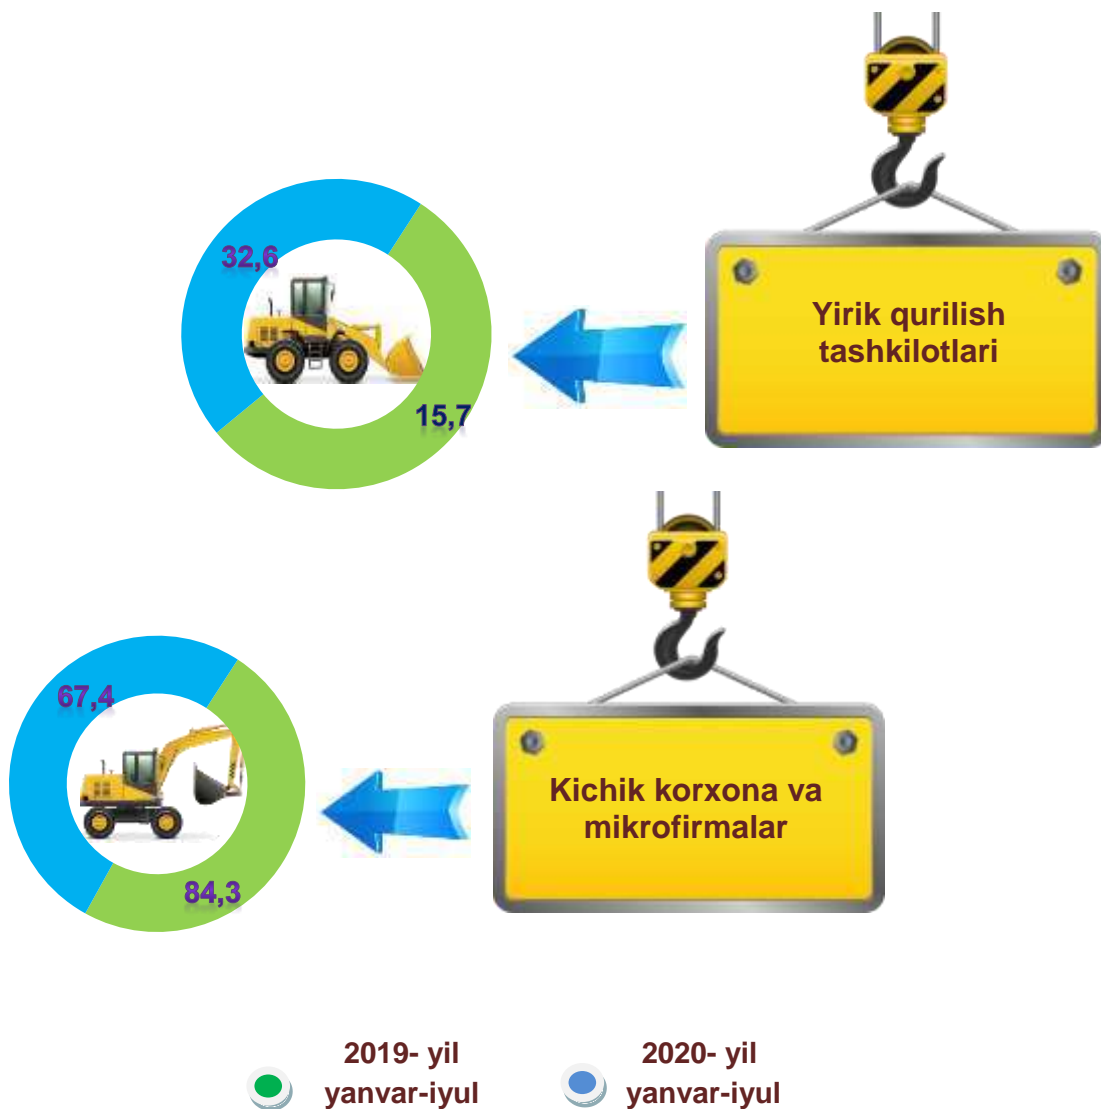 32,6
15,7
Yirik qurilish
tashkilotlari
67,4
84,3
Kichik korxona va
mikrofirmalar
2019- yil
yanvar-iyul
2020- yil
yanvar-iyul